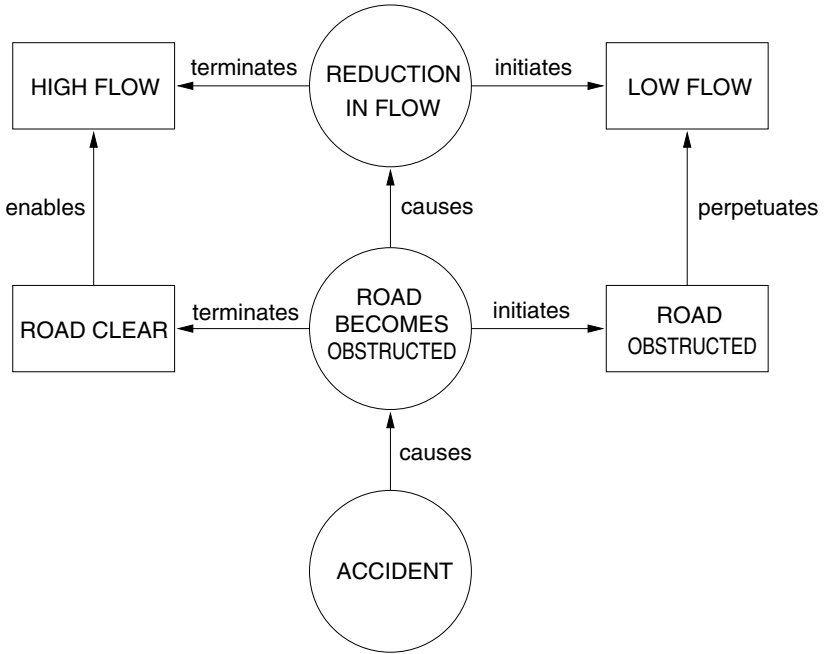 terminates
REDUCTION
IN FLOW
initiates
HIGH FLOW
LOW FLOW
enables
causes
perpetuates
ROAD CLEAR
terminates
ROAD
BECOMES
OBSTRUCTED
initiates
ROAD
OBSTRUCTED
causes
ACCIDENT